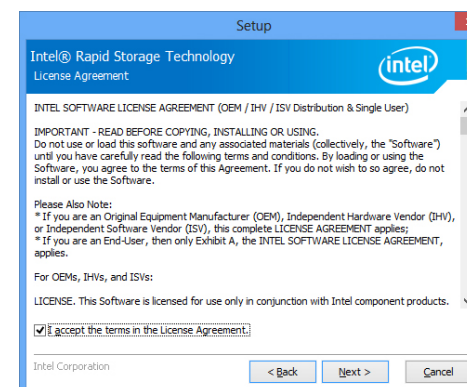 Setup
Intel® Rapid Storage Technology
License Agreement
intel
INTEL SOFTWARE LICENSE AGREEMENT (OEM / IHV / ISV Distribution & Single User)
IMPORTANT - READ BEFORE COPYING, INSTALLING OR USING.
Do not use or load this software and any associated materials (collectively, the "Software")
until you have carefully read the following terms and conditions. By loading or using the
Software, you agree to the terms of this Agreement. If you do not wish to so agree, do not
install or use the Software.
Please Also Note:
* If you are an Original Equipment Manufacturer (OEM), Independent Hardware Vendor (IHV),
or Independent Software Vendor (ISV), this complete LICENSE AGREEMENT applies;
* If you are an End-User, then only Exhibit A, the INTEL SOFTWARE LICENSE AGREEMENT,
applies.
For OEMs, IHVs, and ISVs:
LICENSE. This Software is licensed for use only in conjunction with Intel component products.
I accept the terms in the License Agreement.
Intel Corporation
< Back Next > Cancel